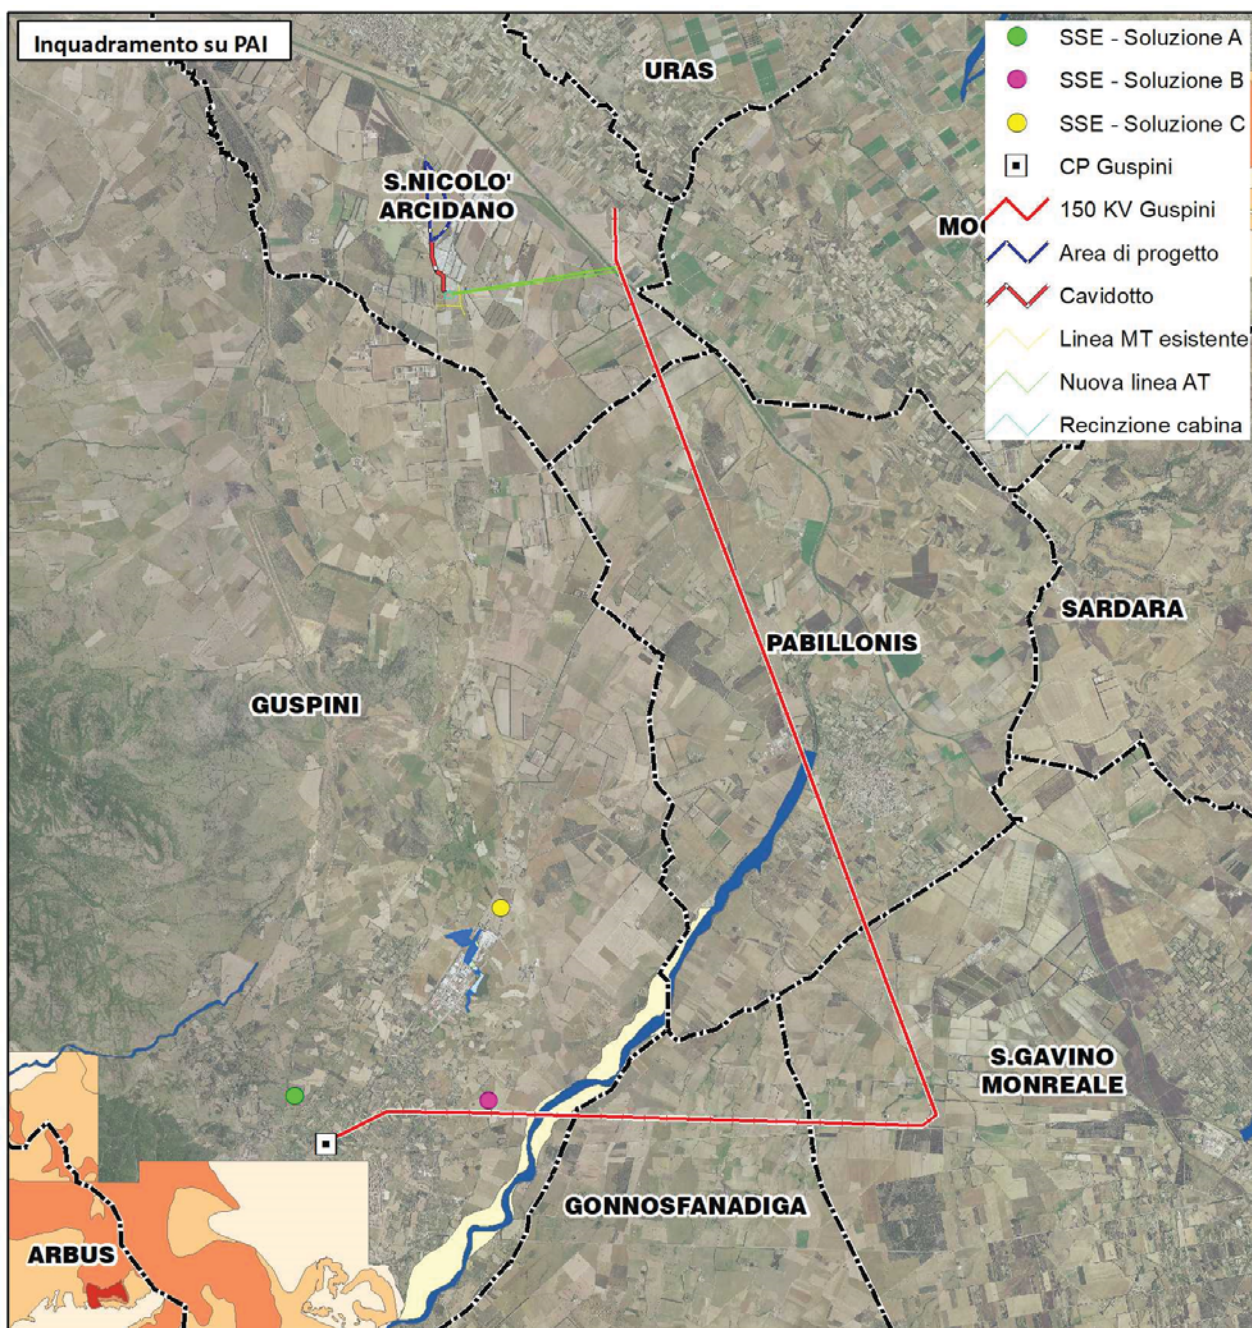 Inquadramento su PAI
SSE - Soluzione A
SSE - Soluzione B
SSE - Soluzione C
CP Guspini
150 KV Guspini
Area di progetto
Cavidotto
Linea MT esistente
Nuova linea AT
Recinzione cabina
URAS
S.NICOLO'
ARCIDANO
SARDARA
PABILLONIS
GUSPINI
S.GAVINO
MONREALE
GONNOSFANADIGA
ARBUS